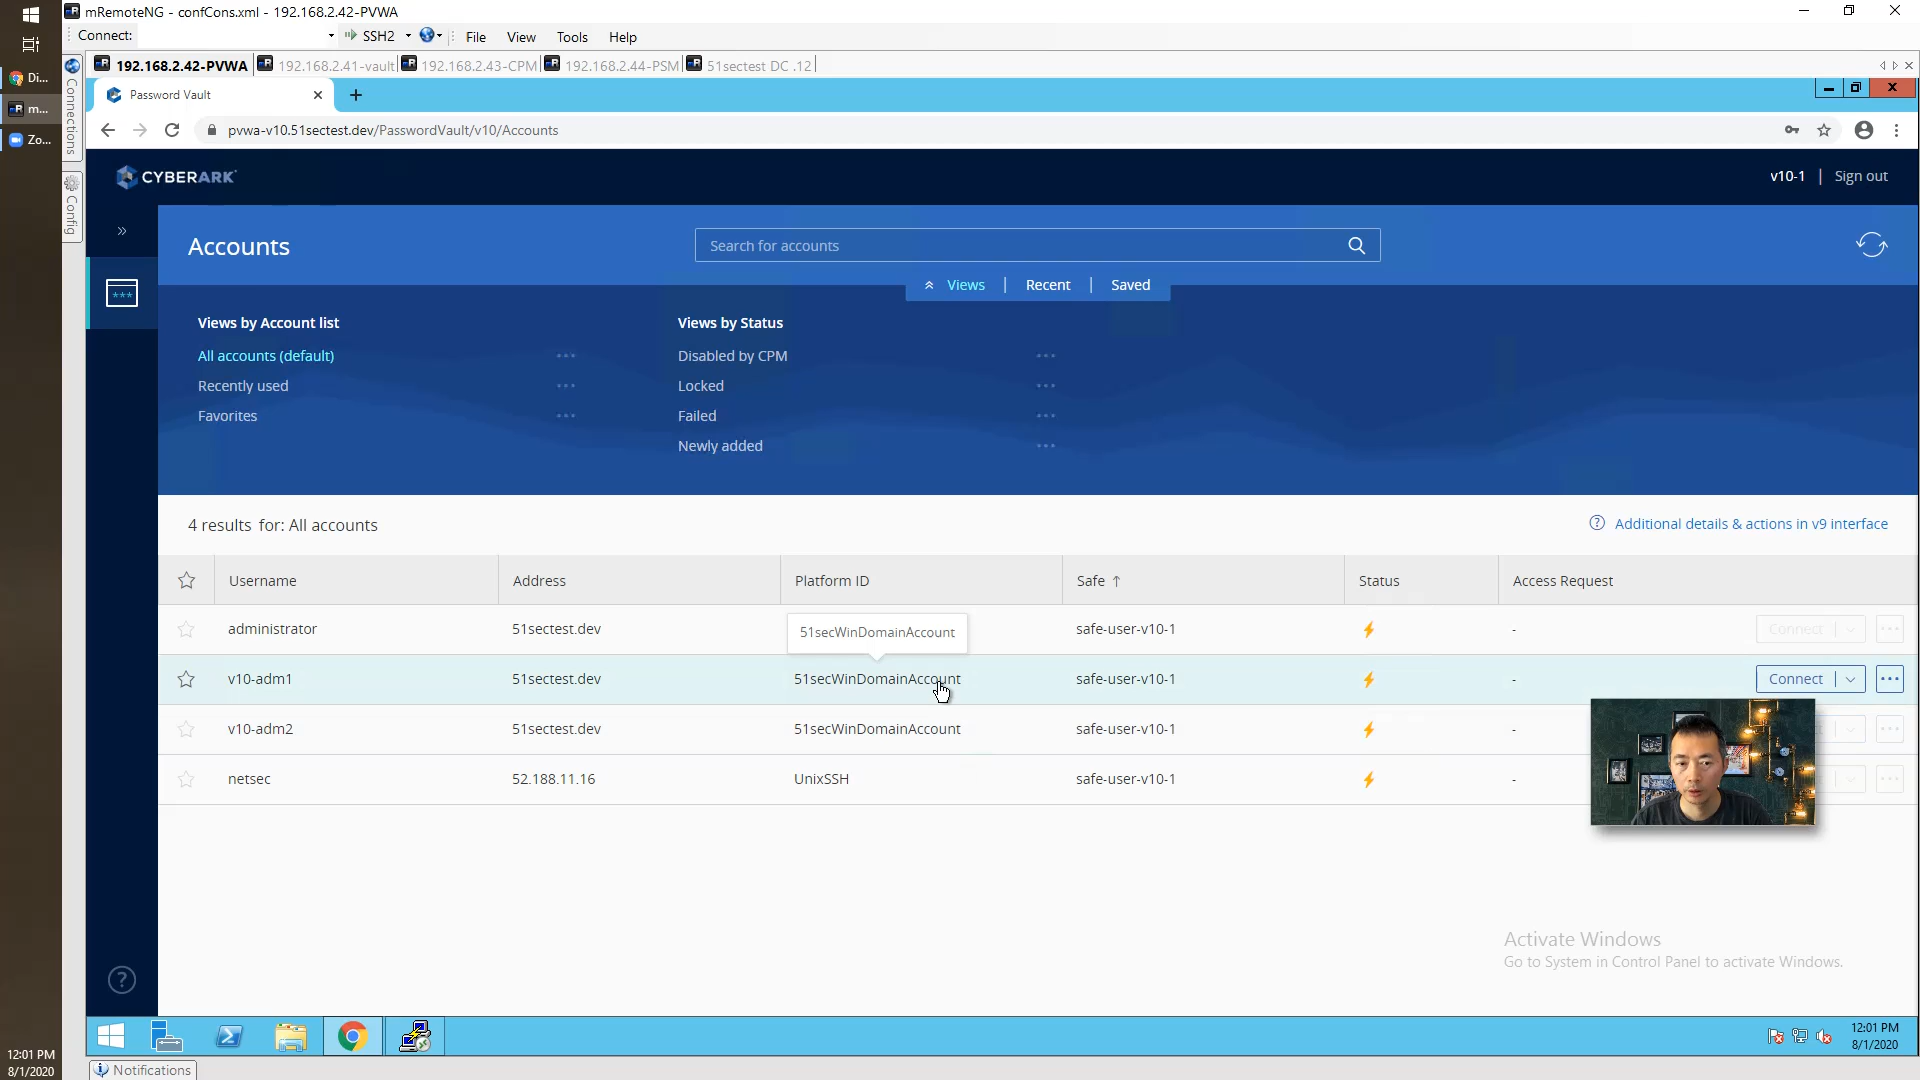 mRemoteNG - confCons.xml - 192.168.2.42-PVWA
Connect:
SSH2
File
View
Tools
Help
Di...
m...
Zo...
Connections
Config
192.168.2.42-PVWA
192.168.2.41-vault
192.168.2.43-CPM
192.168.2.44-PSM
51sectest DC .12
Password Vault
pvwa-v10.51sectest.dev/PasswordVault/v10/Accounts
CYBERARK
v10-1
Sign out
Accounts
Search for accounts
Views
Recent
Saved
Views by Account list
Views by Status
All accounts (default)
Disabled by CPM
Recently used
Locked
Favorites
Failed
Newly added
4 results for: All accounts
Additional details & actions in v9 interface
Username
Address
Platform ID
Safe
Status
Access Request
administrator
51sectest.dev
51secWinDomainAccount
safe-user-v10-1
-
Connect
v10-adm1
51sectest.dev
51secWinDomainAccount
safe-user-v10-1
-
Connect
v10-adm2
51sectest.dev
51secWinDomainAccount
safe-user-v10-1
-
netsec
52.188.11.16
UnixSSH
safe-user-v10-1
-
Activate Windows
Go to System in Control Panel to activate Windows.
12:01 PM
8/1/2020
12:01 PM
8/1/2020
Notifications